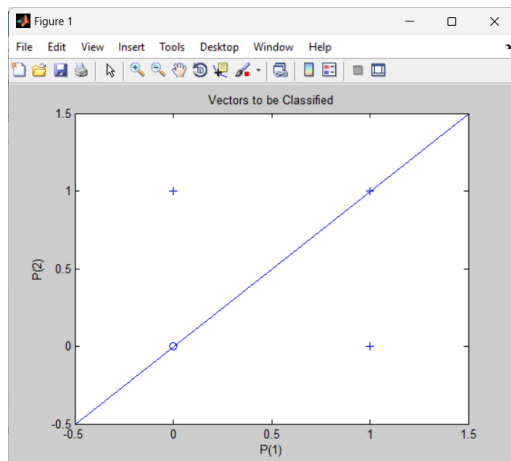 Figure 1
File Edit View Insert Tools Desktop Window Help
Vectors to be Classified
1.5
1
0.5
0
-0.5
P(2)
-0.5 0 0.5 1 1.5
P(1)